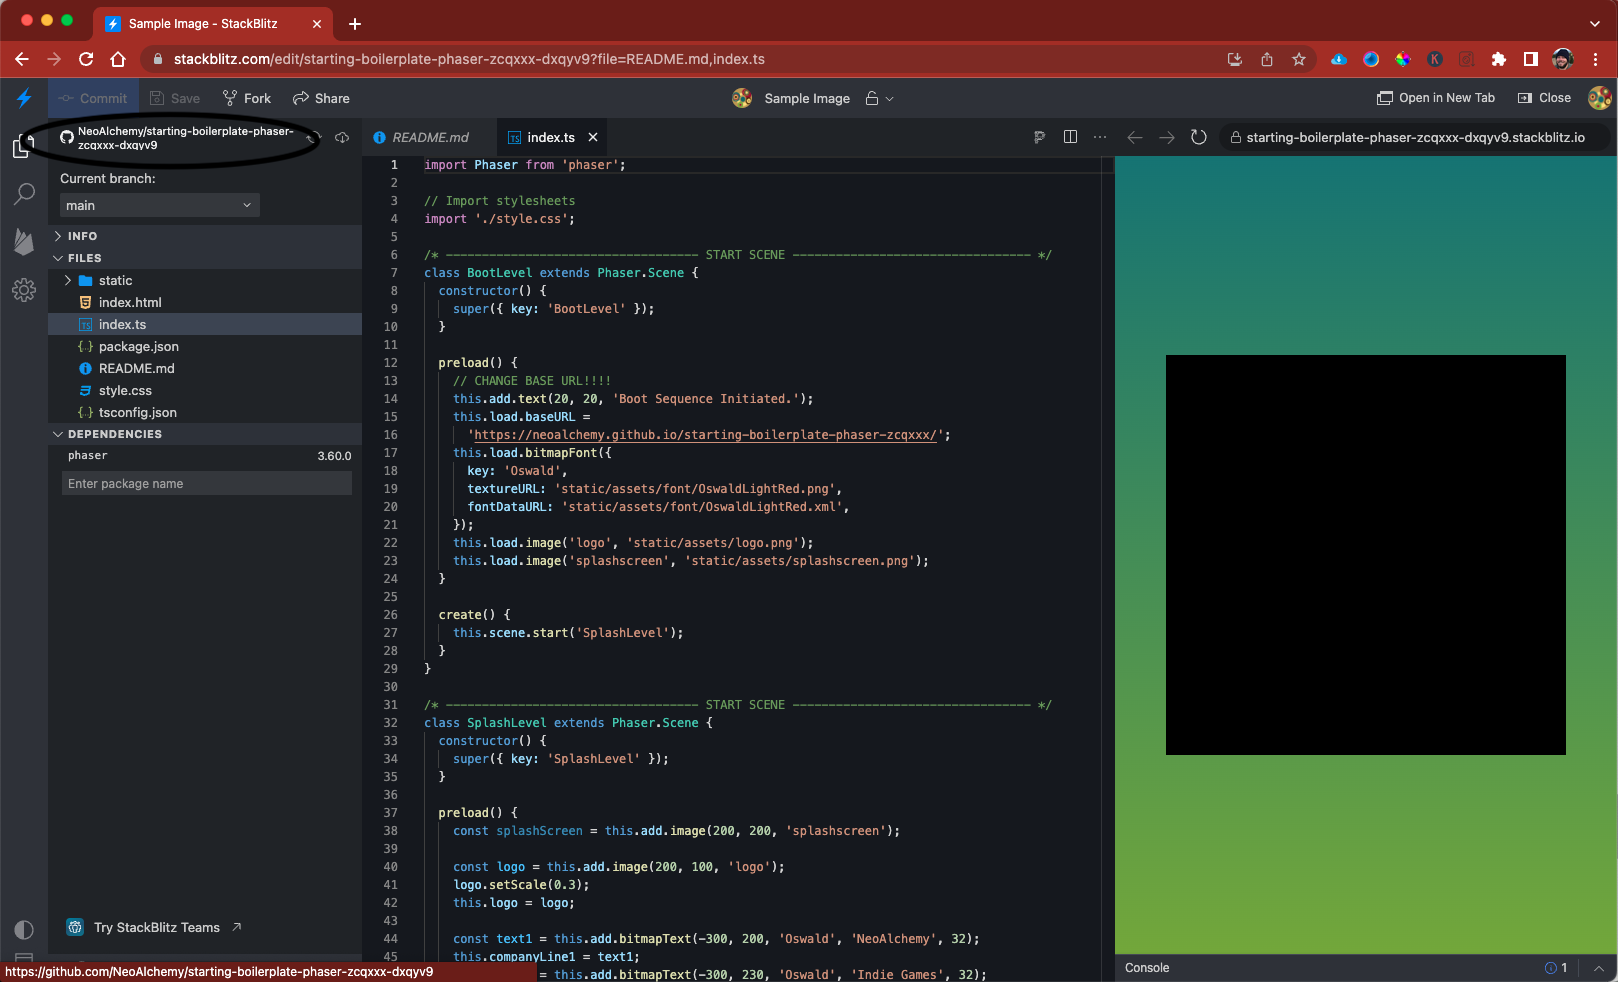 Sample Image - StackBlitz
stackblitz.com/edit/starting-boilerplate-phaser-zcqxxx-dxqyv9?file=README.md,index.ts
Commit Save Fork Share
Sample Image
Open in New Tab Close
NeoAlchemy/starting-boilerplate-phaser-
zcqxxx-dxqyv9
README.md
index.ts
starting-boilerplate-phaser-zcqxxx-dxqyv9.stackblitz.io
Current branch:
main
INFO
FILES
static
index.html
index.ts
package.json
README.md
style.css
tsconfig.json
DEPENDENCIES
phaser 3.60.0
Enter package name
Try StackBlitz Teams
https://github.com/NeoAlchemy/starting-boilerplate-phaser-zcqxxx-dxqyv9
1 import Phaser from 'phaser';
2
3 // Import stylesheets
4 import './style.css';
5
6 /* ----------------------------------- START SCENE --------------------------------- */
7 class BootLevel extends Phaser.Scene {
8 constructor() {
9 super({ key: 'BootLevel' });
10 }
11
12 preload() {
13 // CHANGE BASE URL!!!!
14 this.add.text(20, 20, 'Boot Sequence Initiated.');
15 this.load.baseURL =
16 'https://neoalchemy.github.io/starting-boilerplate-phaser-zcqxxx/';
17 this.load.bitmapFont({
18 key: 'Oswald',
19 textureURL: 'static/assets/font/OswaldLightRed.png',
20 fontDataURL: 'static/assets/font/OswaldLightRed.xml',
21 });
22 this.load.image('logo', 'static/assets/logo.png');
23 this.load.image('splashscreen', 'static/assets/splashscreen.png');
24 }
25
26 create() {
27 this.scene.start('SplashLevel');
28 }
29 }
30
31 /* ----------------------------------- START SCENE --------------------------------- */
32 class SplashLevel extends Phaser.Scene {
33 constructor() {
34 super({ key: 'SplashLevel' });
35 }
36
37 preload() {
38 const splashScreen = this.add.image(200, 200, 'splashscreen');
39
40 const logo = this.add.image(200, 100, 'logo');
41 logo.setScale(0.3);
42 this.logo = logo;
43
44 const text1 = this.add.bitmapText(-300, 200, 'Oswald', 'NeoAlchemy', 32);
45 this.companyLine1 = text1;
= this.add.bitmapText(-300, 230, 'Oswald', 'Indie Games', 32);
Console
1